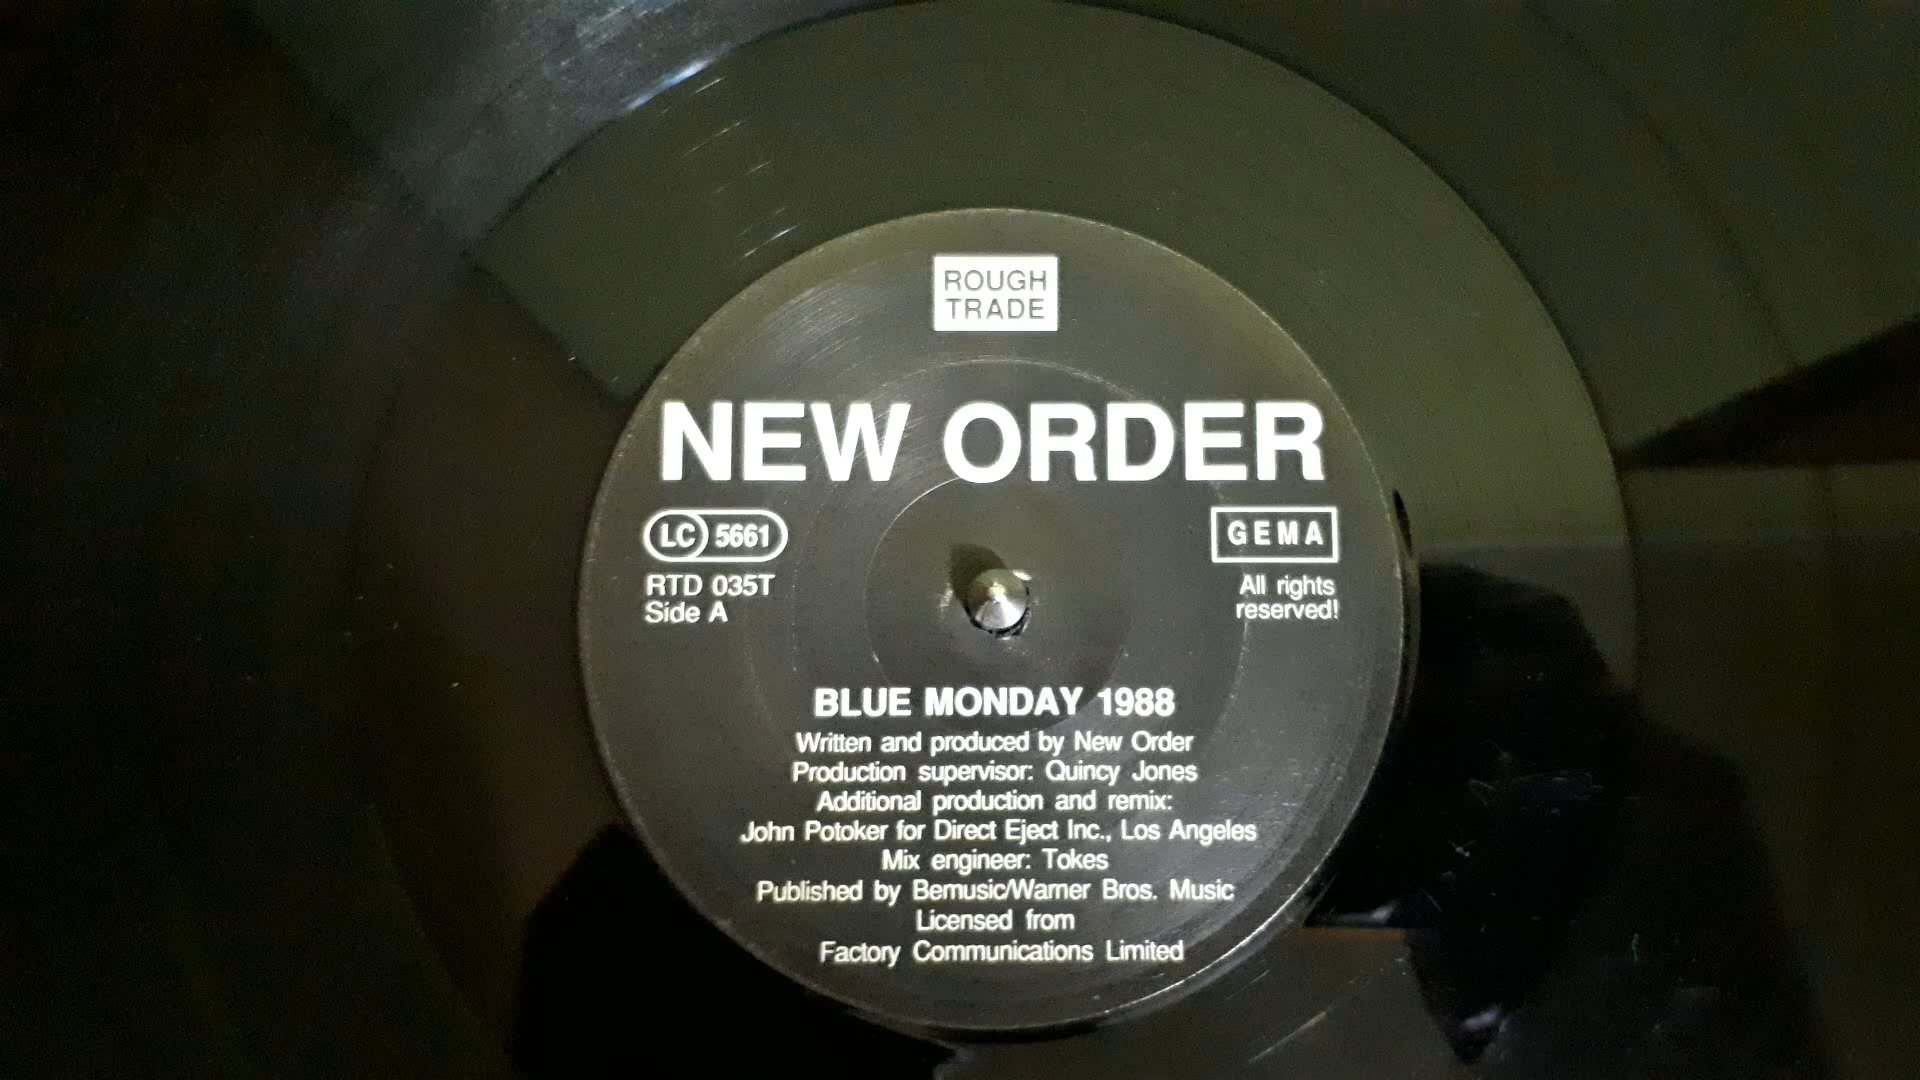 ROUGH
TRADE
NEW ORDER
LC 5661
GEMA
RTD 035T
Side A
All rights
reserved!
BLUE MONDAY 1988
Written and produced by New Order
Production supervisor: Quincy Jones
Additional production and remix:
John Potoker for Direct Eject Inc., Los Angeles
Mix engineer: Tokes
Published by Bemusic/Warner Bros. Music
Licensed from
Factory Communications Limited